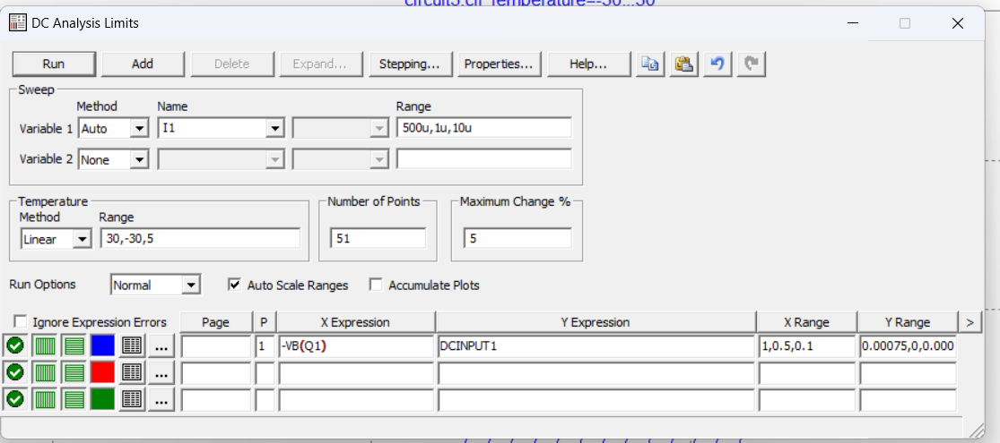 circuit3.cir Temperature=-30...30
DC Analysis Limits
Run Add Delete Expand... Stepping... Properties... Help...
Sweep
Method Name Range
Variable 1 Auto I1 500u,1u,10u
Variable 2 None
Temperature
Method Range
Linear 30,-30,5
Number of Points
51
Maximum Change %
5
Run Options Normal Auto Scale Ranges Accumulate Plots
Ignore Expression Errors Page P X Expression Y Expression X Range Y Range >
... 1 -VB(Q1) DCINPUT1 1,0.5,0.1 0.00075,0,0.000
...
...